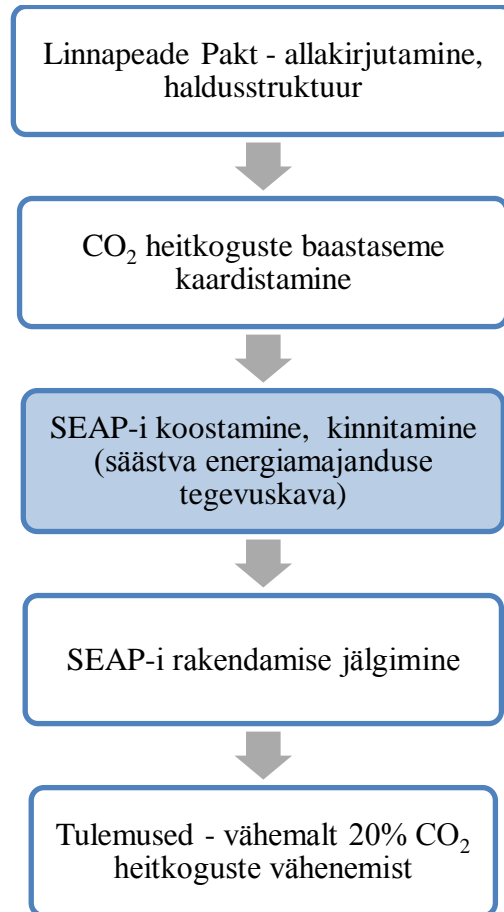 Linnapeade Pakt - allakirjutamine,
haldusstruktuur
CO₂ heitkoguste baastaseme
kaardistamine
SEAP-i koostamine, kinnitamine
(säästva energiamajanduse
tegevuskava)
SEAP-i rakendamise jälgimine
Tulemused - vähemalt 20% CO₂
heitkoguste vähenemist